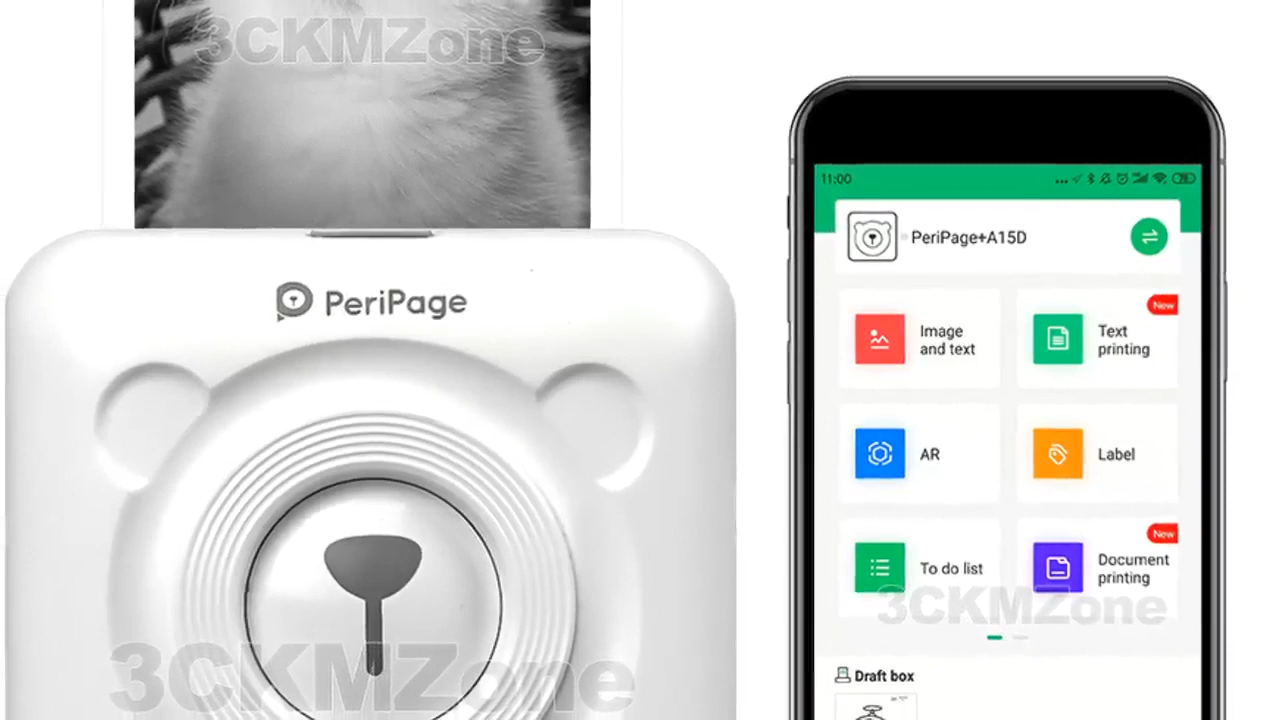 3CKMZone
PeriPage
11:00
PeriPage+A15D
Image
and text
New
Text
printing
AR
Label
To do list
New
Document
printing
3CKMZone
Draft box
3CKMZone